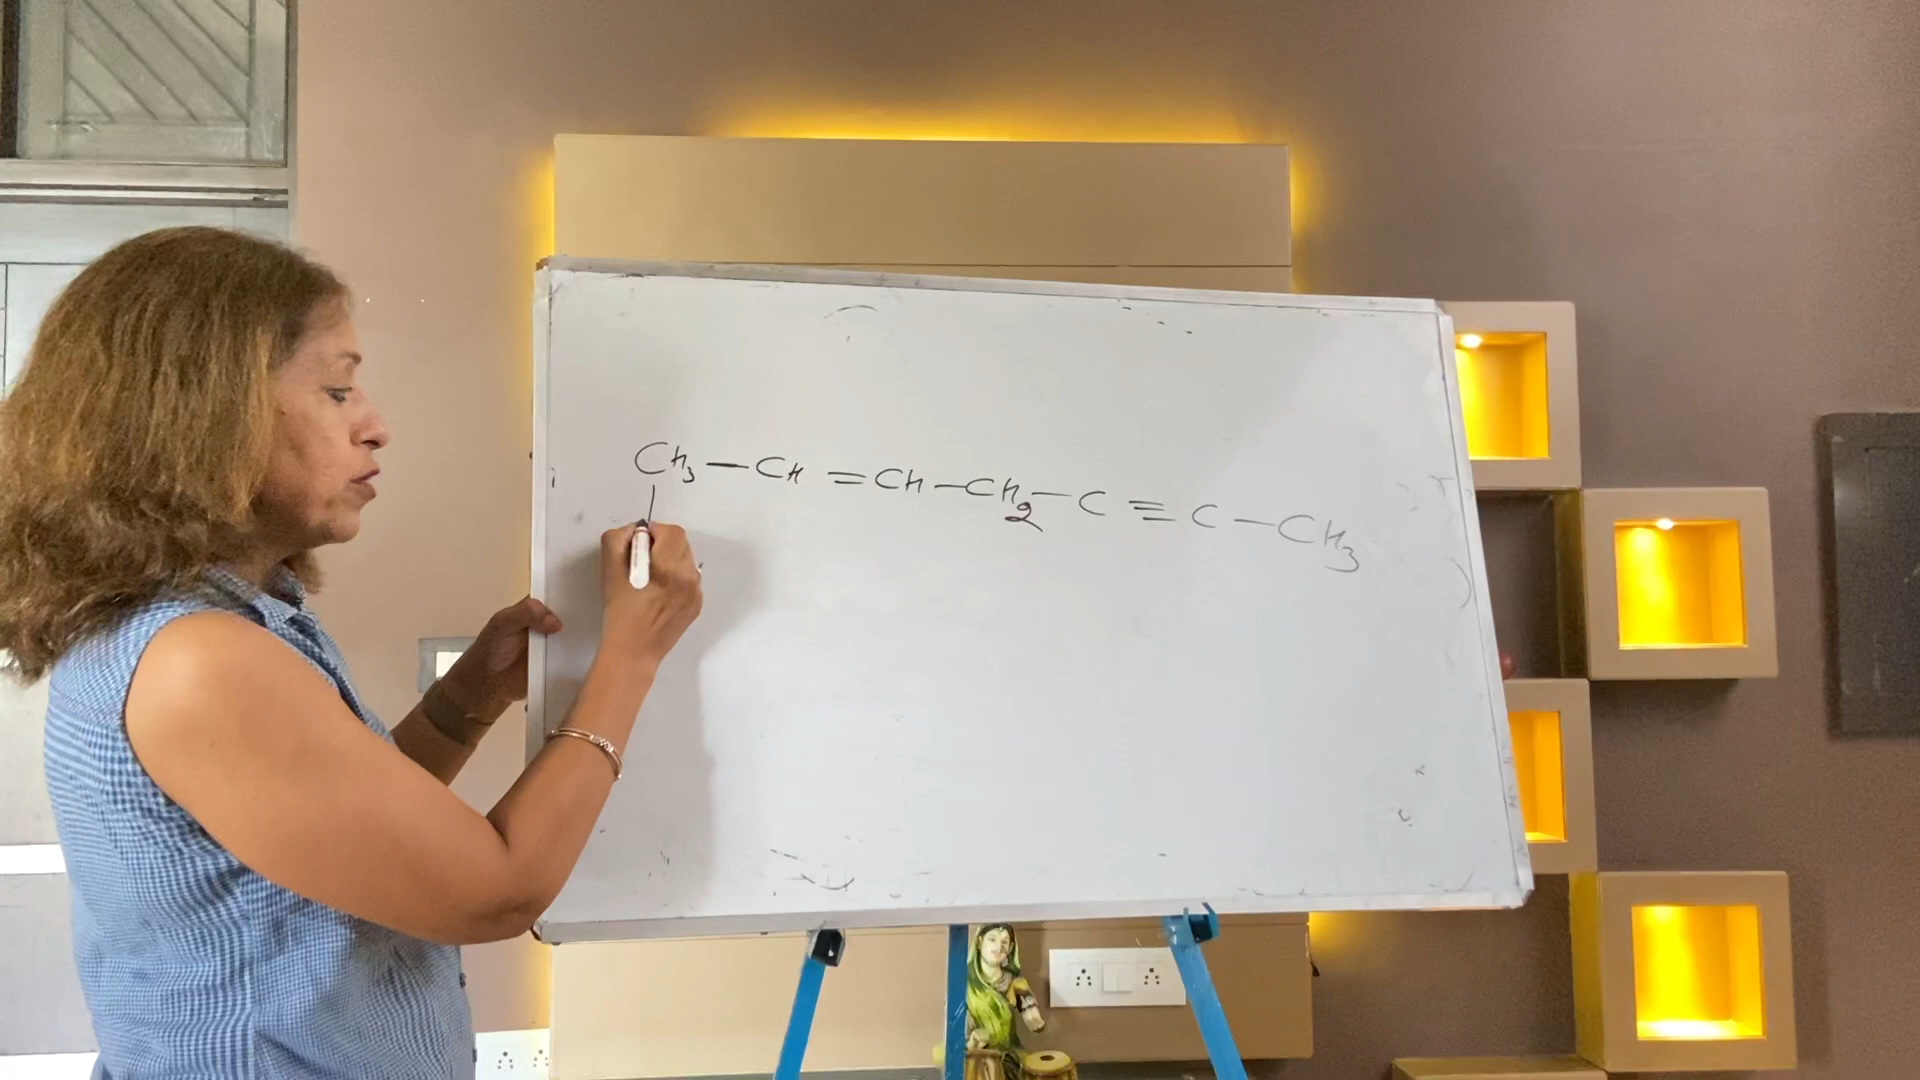 CH3 — CH = CH — CH2 — C ≡ C — CH3